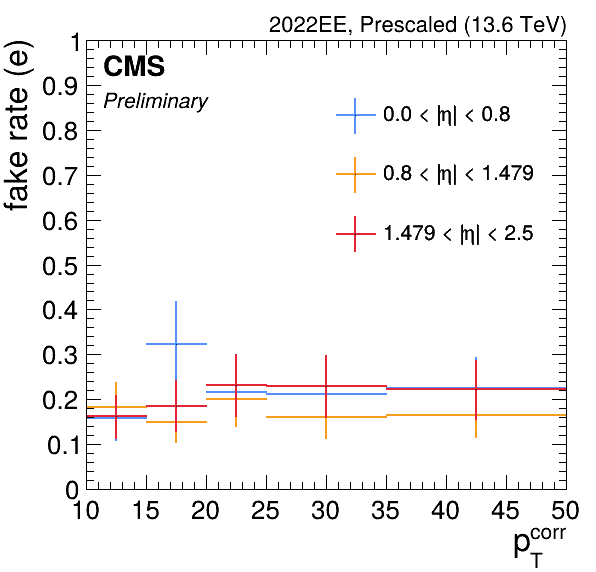 2022EE, Prescaled (13.6 TeV)
fake rate (e)
CMS
Preliminary
0.0 < |η| < 0.8
0.8 < |η| < 1.479
1.479 < |η| < 2.5
1
0.9
0.8
0.7
0.6
0.5
0.4
0.3
0.2
0.1
0
10 15 20 25 30 35 40 45 50
p_T^corr